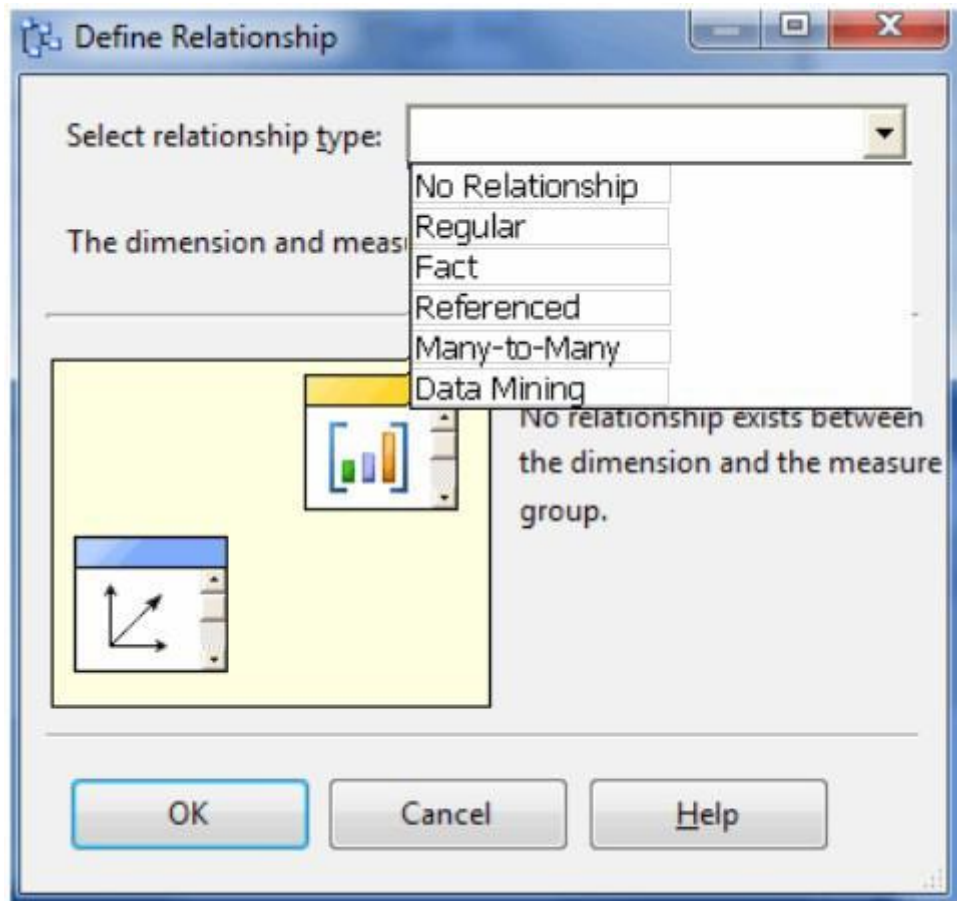 Define Relationship
Select relationship type:
No Relationship
Regular
The dimension and
Fact
Referenced
Many-to-Many
Data Mining
No relationship exists between
the dimension and the measure
group.
OK
Cancel
Help